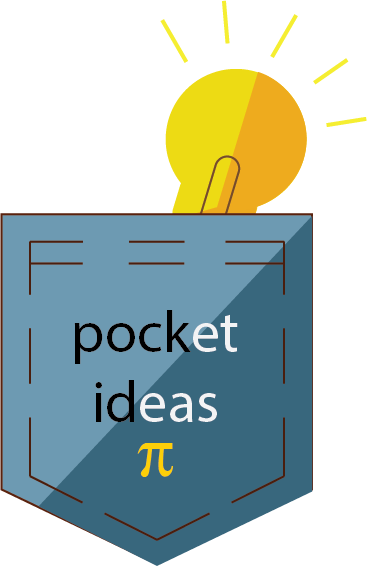 pocket
ideas
π